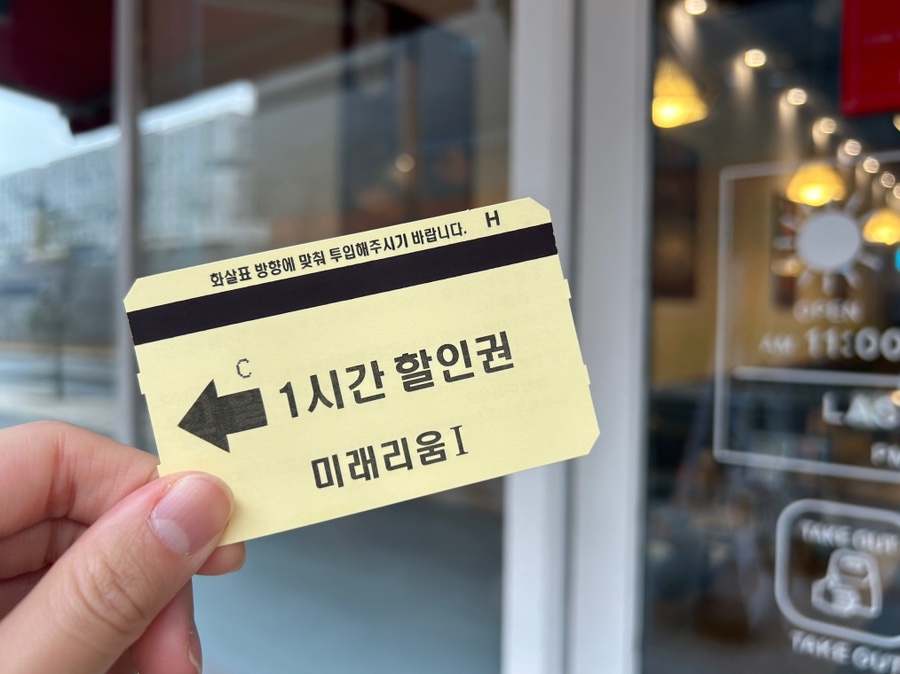 화살표 방향에 맞춰 투입해주시기 바랍니다. H
C
1시간 할인권
미래리움I
OPEN
AM 11:00
TAKE OUT
TAKE OUT